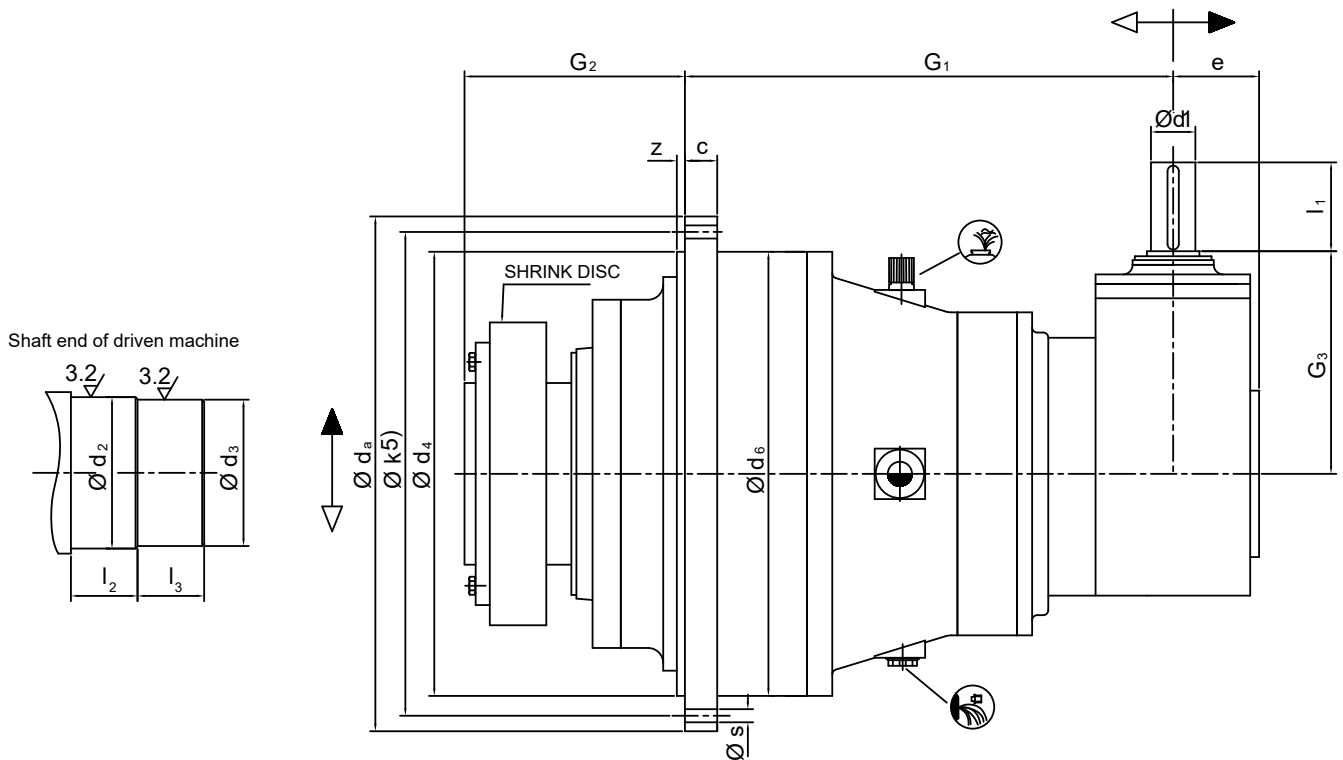 G₂
G₁
e
Ød1
z
c
l₁
SHRINK DISC
G₃
Shaft end of driven machine
3.2
3.2
Ø d₂
Ø d₃
Ø dₐ
Ø k5)
Ø d₄
Ø d₆
l₂
l₃
Ø s